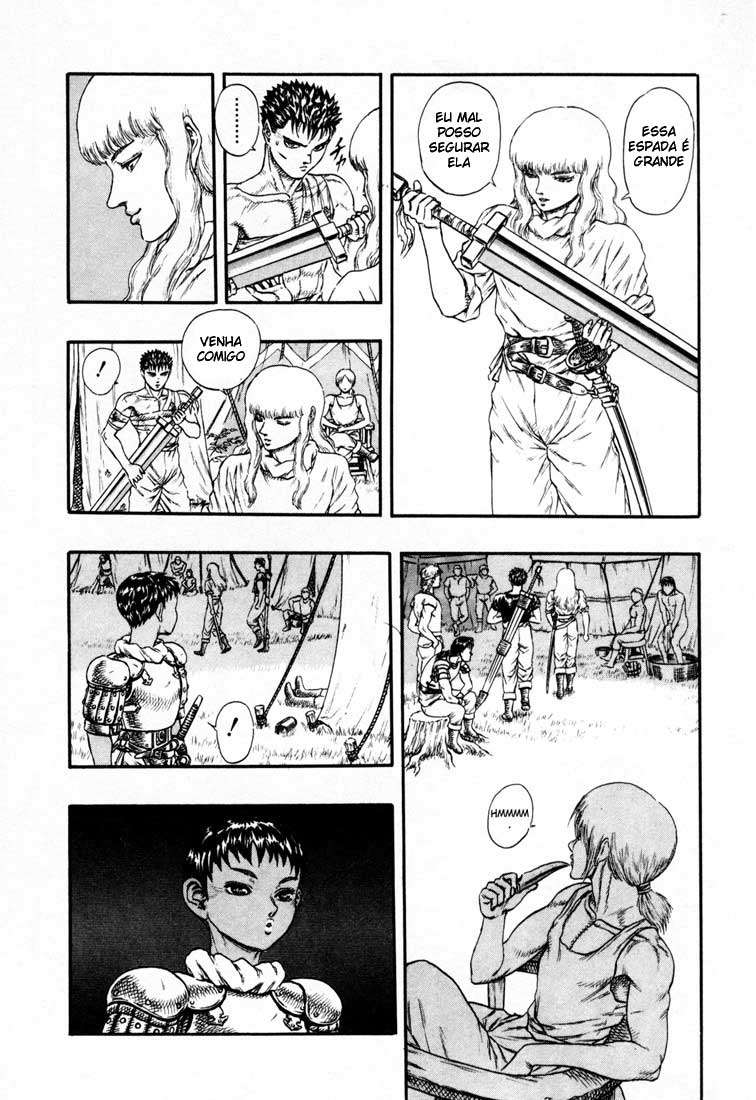 ESSA
ESPADA É
GRANDE
EU MAL
POSSO
SEGURAR
ELA
.........
VENHA
COMIGO
!
!
HMMMM
.